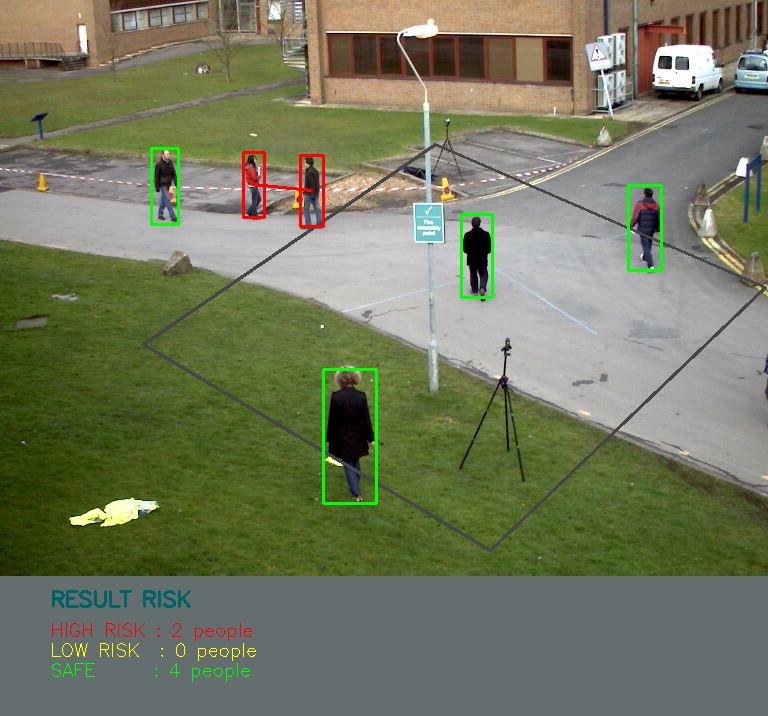 RESULT RISK
HIGH RISK : 2 people
LOW RISK : 0 people
SAFE : 4 people